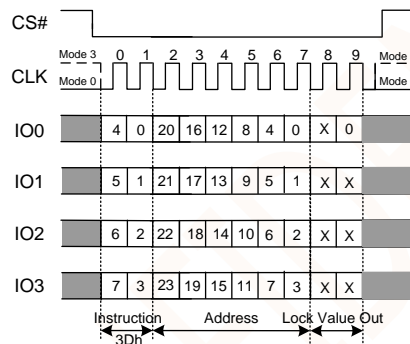 CS#
Mode 3 0 1 2 3 4 5 6 7 8 9 Mode
CLK
Mode 0 Mode
IO0 4 0 20 16 12 8 4 0 X 0
IO1 5 1 21 17 13 9 5 1 X X
IO2 6 2 22 18 14 10 6 2 X X
IO3 7 3 23 19 15 11 7 3 X X
Instruction Address Lock Value Out
3Dh